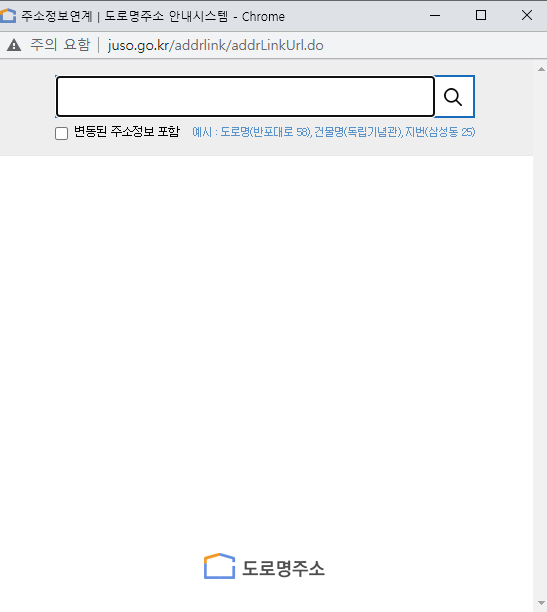 주소정보연계 | 도로명주소 안내시스템 - Chrome
주의 요함 | juso.go.kr/addrlink/addrLinkUrl.do
변동된 주소정보 포함 예시 : 도로명(반포대로 58), 건물명(독립기념관), 지번(삼성동 25)
도로명주소